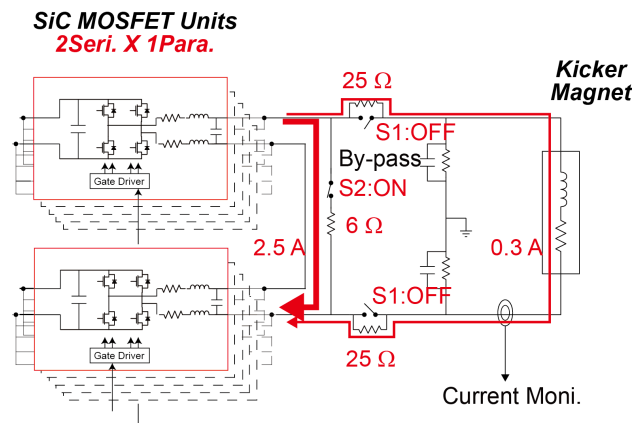 SiC MOSFET Units
2Seri. X 1Para.
25 Ω
Kicker
Magnet
S1:OFF
By-pass
Gate Driver
S2:ON
6 Ω
2.5 A
0.3 A
S1:OFF
Gate Driver
25 Ω
Current Moni.